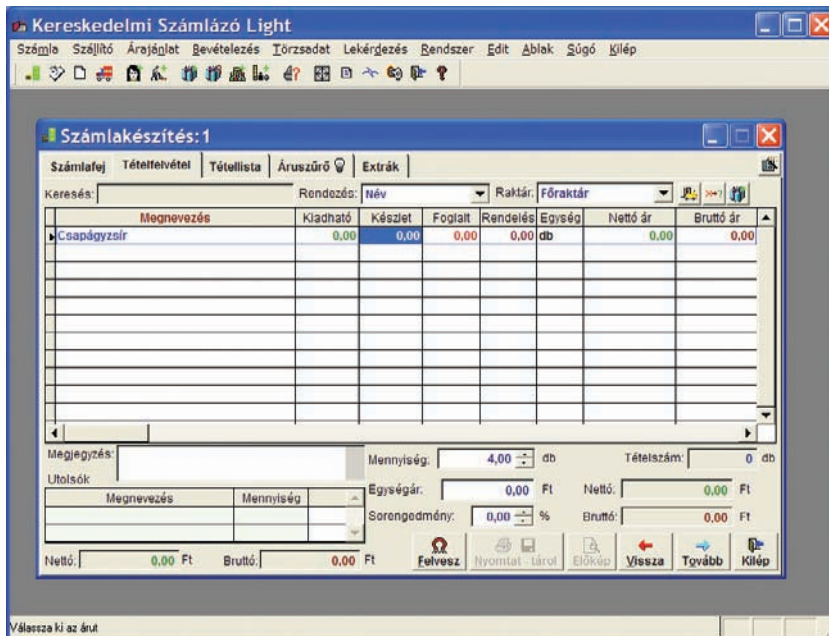 Kereskedelmi Számlázó Light
Számla Szállító Árajánlat Bevételezés Törzsadat Lekérdezés Rendszer Edit Ablak Súgó Kilép
Számlakészítés:1
Számlafej Tételfelvétel Tétellista Áruszűrő Extrák
Keresés: Rendezés: Név Raktár: Főraktár
Megnevezés Kiadható Készlet Foglalt Rendelés Egység Nettó ár Bruttó ár
Csapágyzsír 0,00 0,00 0,00 0,00 db 0,00 0,00
Megjegyzés: Mennyiség: 4,00 db Tételszám: 0 db
Utolsók
Megnevezés Mennyiség Egységár: 0,00 Ft Nettó: 0,00 Ft
Sorengedmény: 0,00 % Bruttó: 0,00 Ft
Nettó: 0,00 Ft Bruttó: 0,00 Ft Felvesz Nyomtat - tárol Előkép Vissza Tovább Kilép
Válassza ki az árut